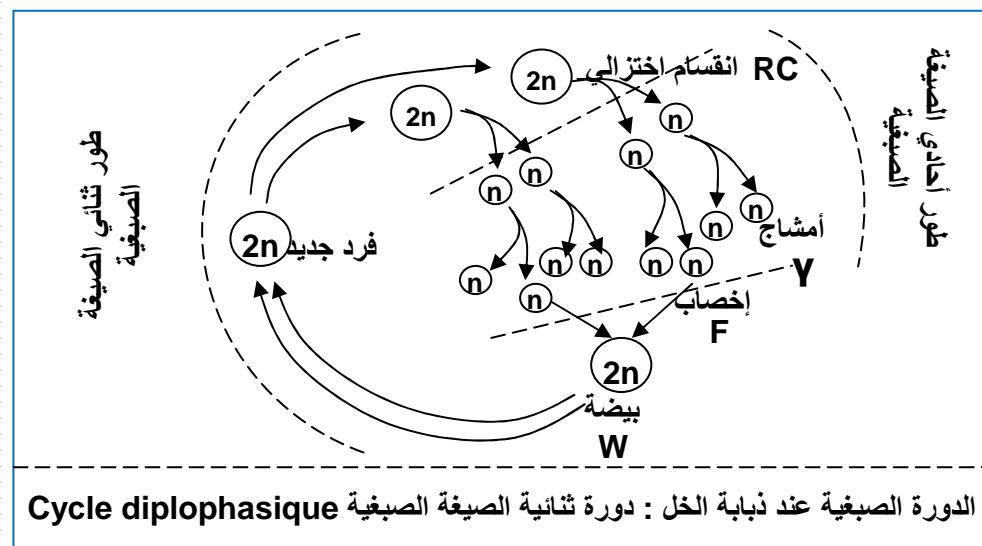 انقسام اختزالي RC
2n
2n
n
n
n
n
n
n
n
n
n
n
n
n
2n
فرد جديد
أمشاج
γ
إخصاب
F
2n
بيضة
W
طور ثنائي الصيغة
الصبغية
طور أحادي الصيغة
الصبغية
الدورة الصبغية عند ذبابة الخل : دورة ثنائية الصيغة الصبغية Cycle diplophasique